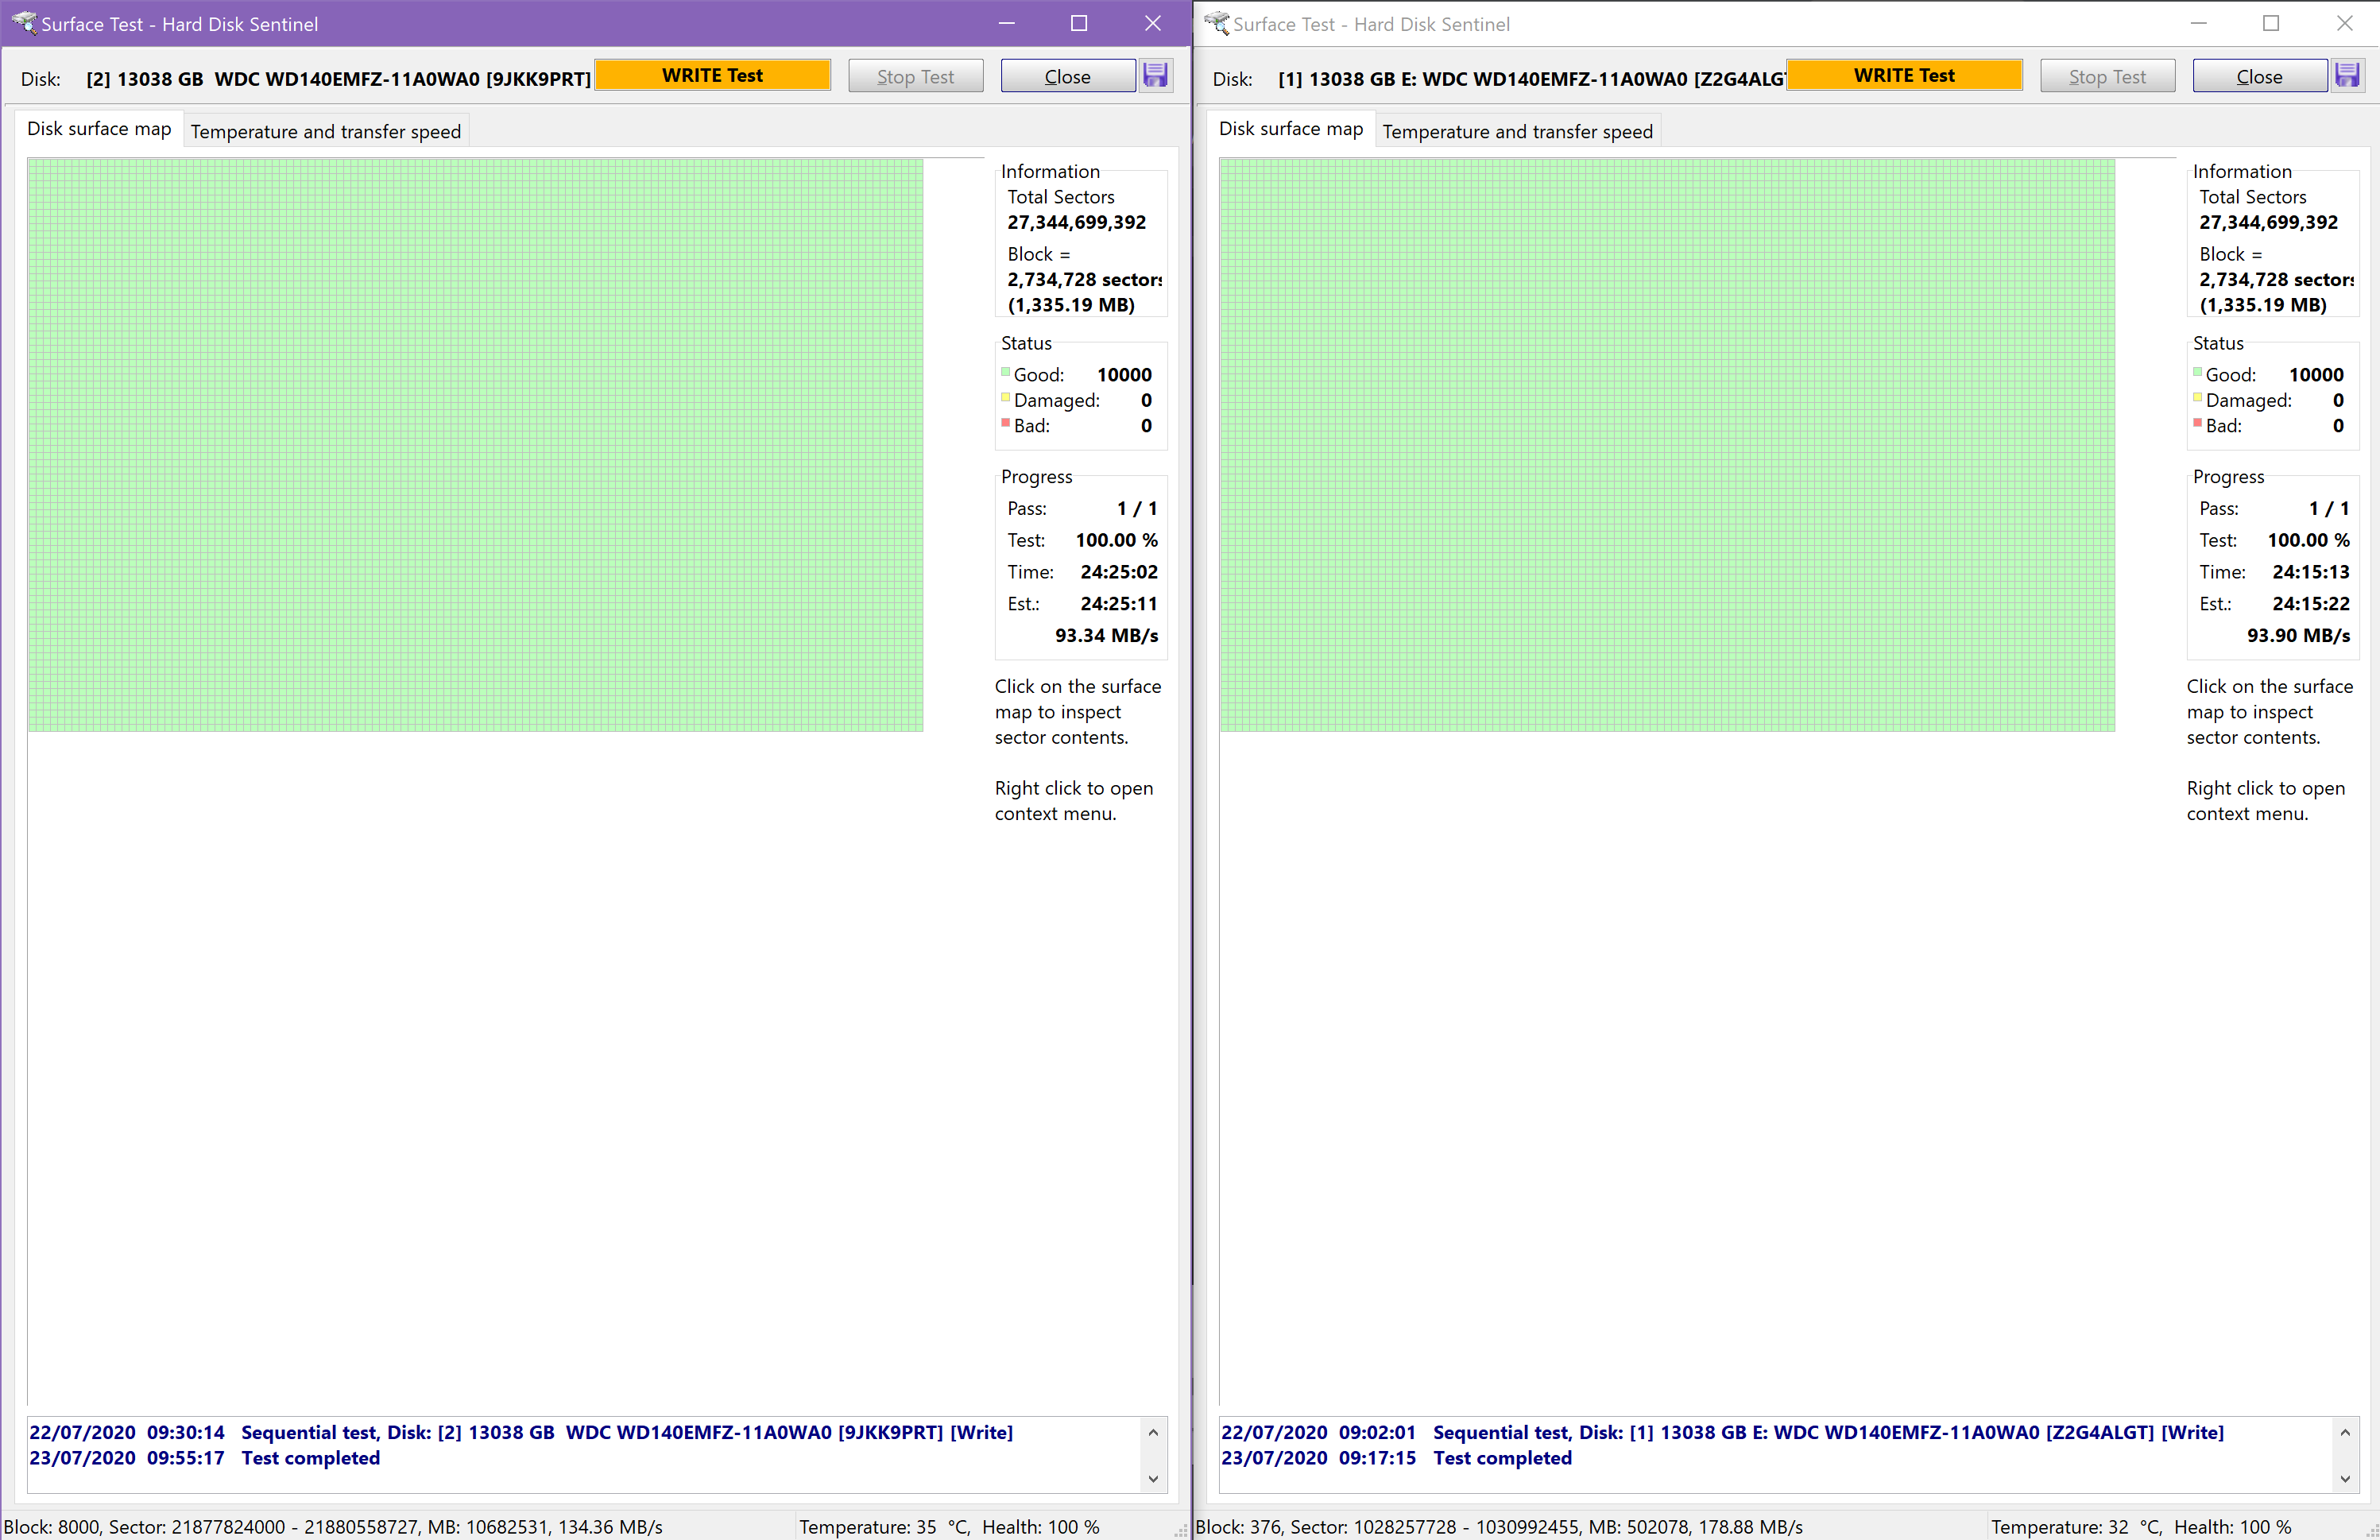 Surface Test - Hard Disk Sentinel
Disk: [2] 13038 GB WDC WD140EMFZ-11A0WA0 [9JKK9PRT] WRITE Test Stop Test Close
Disk surface map Temperature and transfer speed
Information
Total Sectors
27,344,699,392
Block =
2,734,728 sectors
(1,335.19 MB)
Status
Good: 10000
Damaged: 0
Bad: 0
Progress
Pass: 1 / 1
Test: 100.00 %
Time: 24:25:02
Est.: 24:25:11
93.34 MB/s
Click on the surface
map to inspect
sector contents.
Right click to open
context menu.
22/07/2020 09:30:14 Sequential test, Disk: [2] 13038 GB WDC WD140EMFZ-11A0WA0 [9JKK9PRT] [Write]
23/07/2020 09:55:17 Test completed
Block: 8000, Sector: 21877824000 - 21880558727, MB: 10682531, 134.36 MB/s Temperature: 35 °C, Health: 100 %
Surface Test - Hard Disk Sentinel
Disk: [1] 13038 GB E: WDC WD140EMFZ-11A0WA0 [Z2G4ALGT WRITE Test Stop Test Close
Disk surface map Temperature and transfer speed
Information
Total Sectors
27,344,699,392
Block =
2,734,728 sectors
(1,335.19 MB)
Status
Good: 10000
Damaged: 0
Bad: 0
Progress
Pass: 1 / 1
Test: 100.00 %
Time: 24:15:13
Est.: 24:15:22
93.90 MB/s
Click on the surface
map to inspect
sector contents.
Right click to open
context menu.
22/07/2020 09:02:01 Sequential test, Disk: [1] 13038 GB E: WDC WD140EMFZ-11A0WA0 [Z2G4ALGT] [Write]
23/07/2020 09:17:15 Test completed
Block: 376, Sector: 1028257728 - 1030992455, MB: 502078, 178.88 MB/s Temperature: 32 °C, Health: 100 %